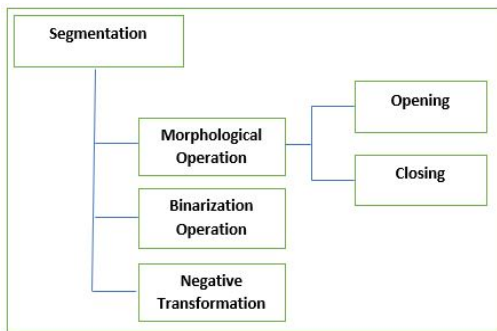 Segmentation
Opening
Morphological
Operation
Closing
Binarization
Operation
Negative
Transformation